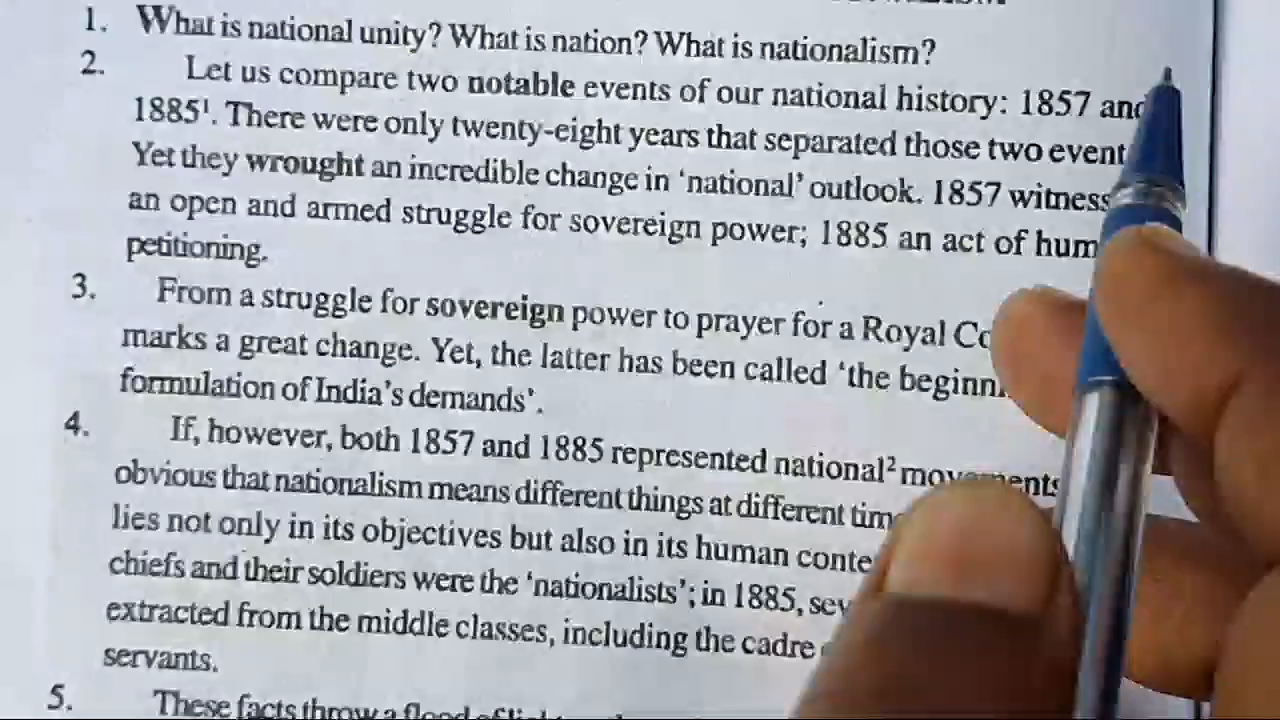 1. What is national unity? What is nation? What is nationalism?
2. Let us compare two notable events of our national history: 1857 and
1885¹. There were only twenty-eight years that separated those two event
Yet they wrought an incredible change in ‘national’ outlook. 1857 witness
an open and armed struggle for sovereign power; 1885 an act of hum
petitioning.
3. From a struggle for sovereign power to prayer for a Royal Co
marks a great change. Yet, the latter has been called ‘the beginn
formulation of India’s demands’.
4. If, however, both 1857 and 1885 represented national² movements
obvious that nationalism means different things at different tim
lies not only in its objectives but also in its human conte
chiefs and their soldiers were the ‘nationalists’; in 1885, sev
extracted from the middle classes, including the cadre
servants.
5. These facts throw a flood of